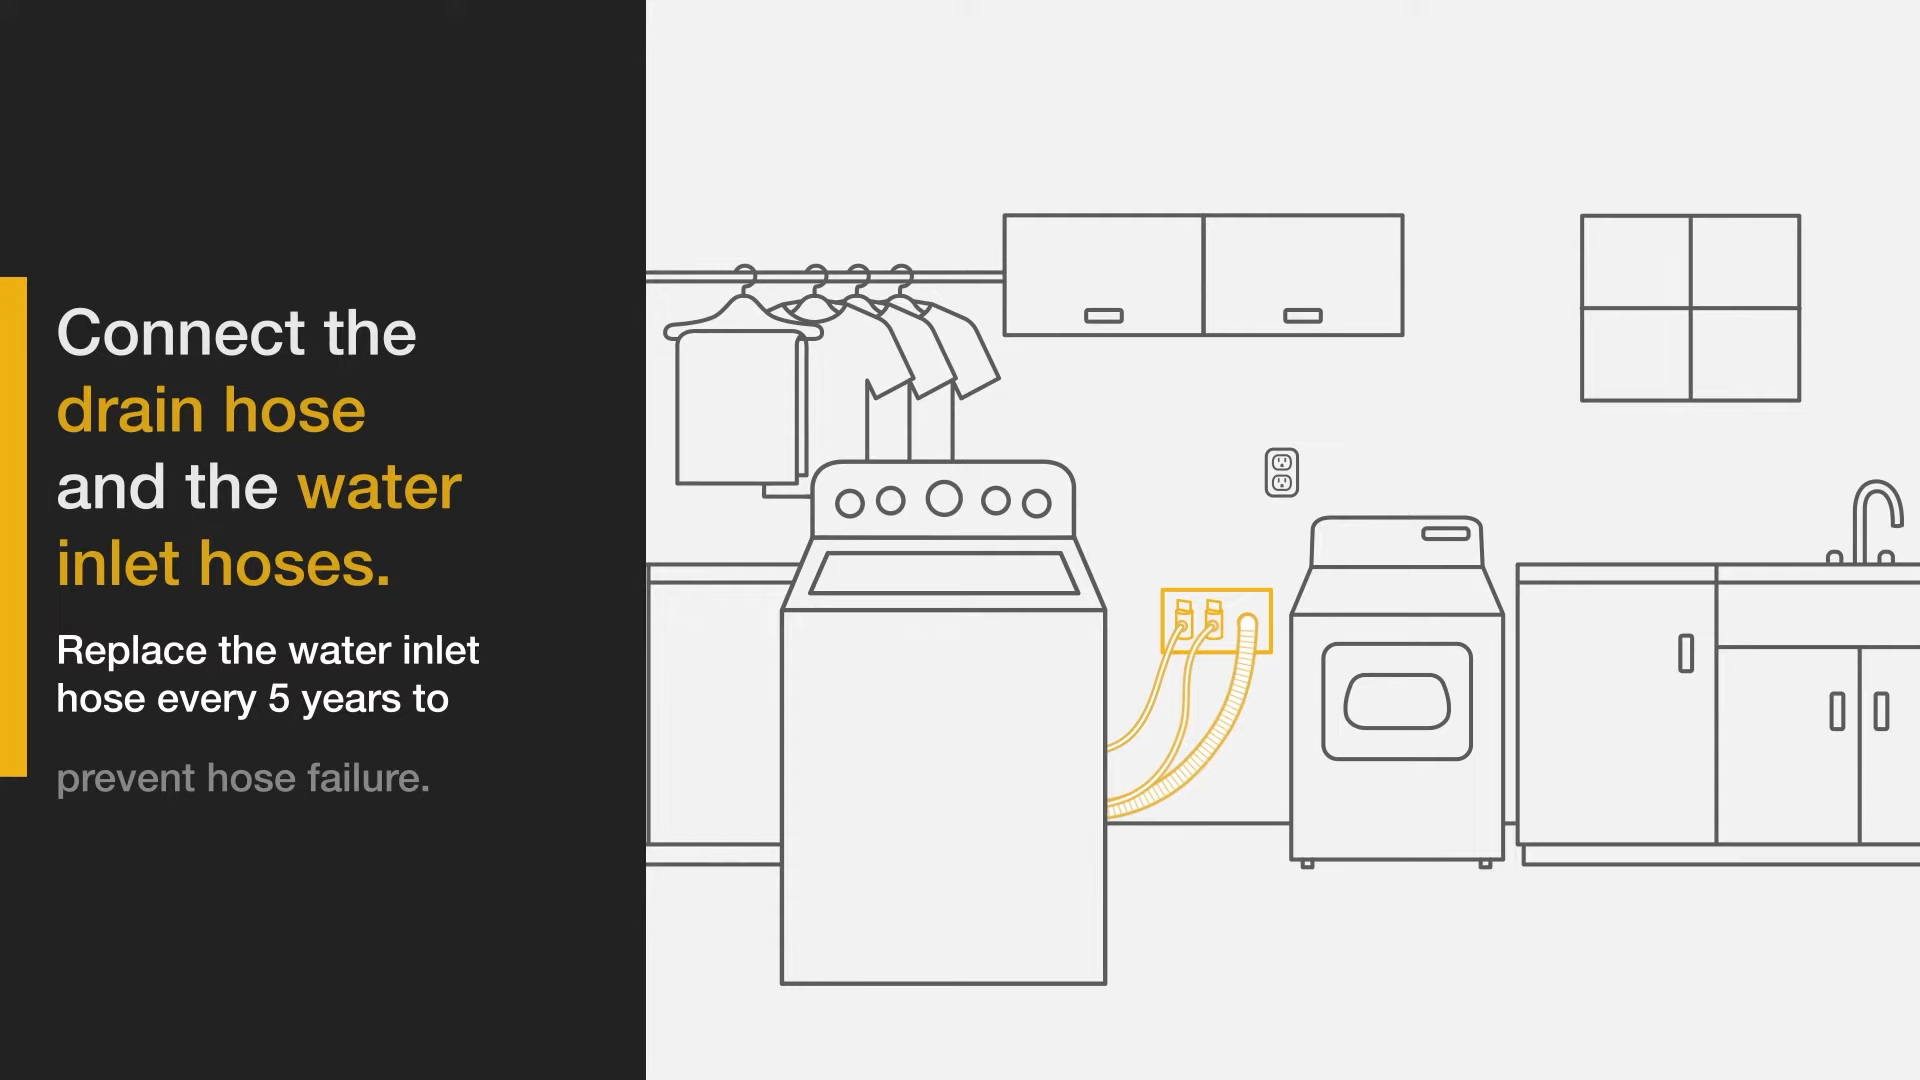 Connect the
drain hose
and the water
inlet hoses.
Replace the water inlet
hose every 5 years to
prevent hose failure.